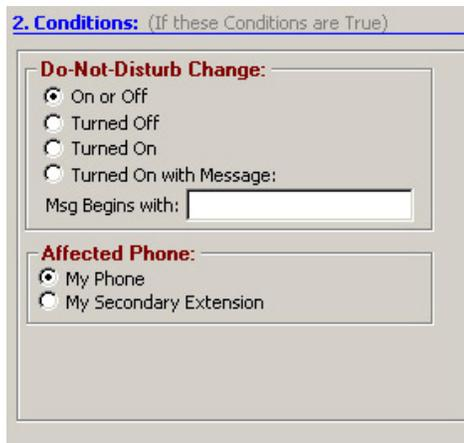 2. Conditions: (If these Conditions are True)
Do-Not-Disturb Change:
On or Off
Turned Off
Turned On
Turned On with Message:
Msg Begins with:
Affected Phone:
My Phone
My Secondary Extension